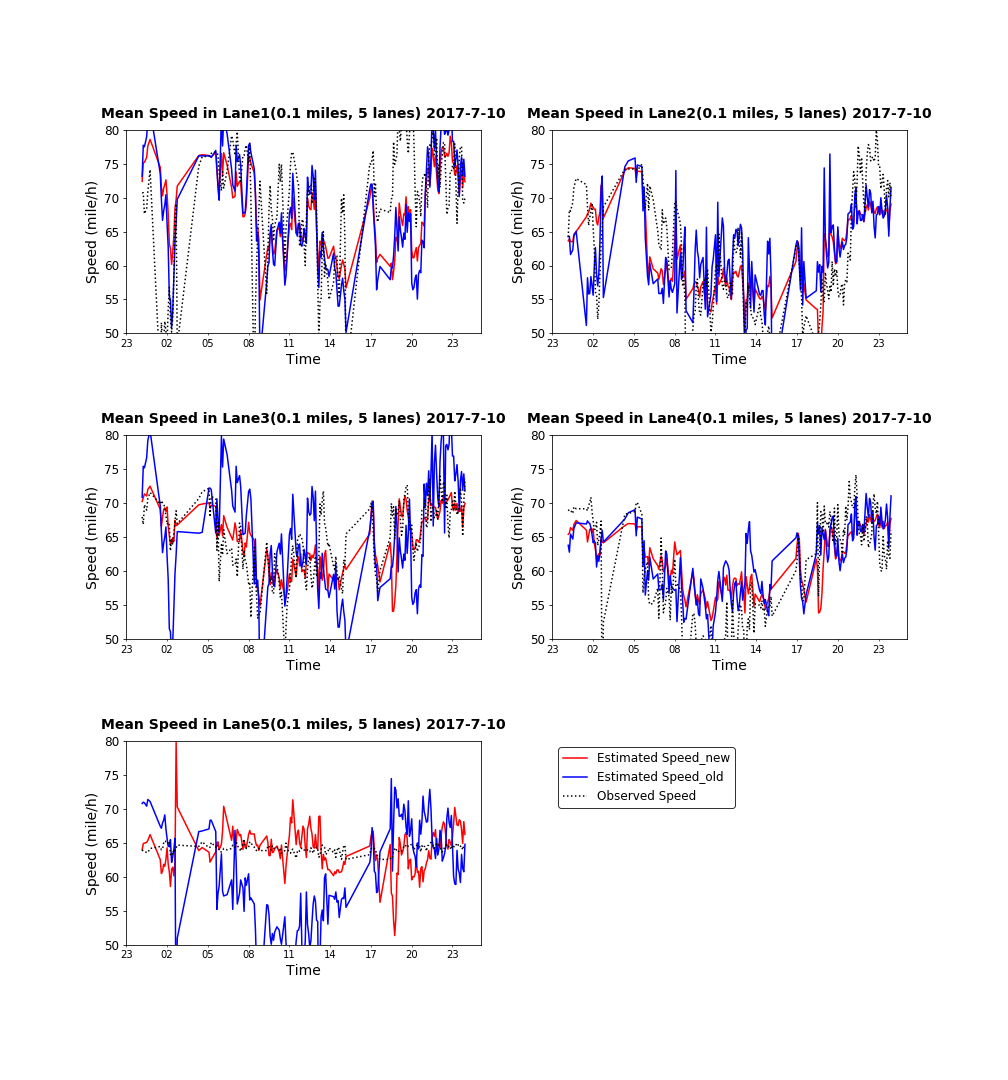 Mean Speed in Lane1(0.1 miles, 5 lanes) 2017-7-10
80
75
70
65
60
55
50
Speed (mile/h)
23 02 05 08 11 14 17 20 23
Time
Mean Speed in Lane2(0.1 miles, 5 lanes) 2017-7-10
80
75
70
65
60
55
50
Speed (mile/h)
23 02 05 08 11 14 17 20 23
Time
Mean Speed in Lane3(0.1 miles, 5 lanes) 2017-7-10
80
75
70
65
60
55
50
Speed (mile/h)
23 02 05 08 11 14 17 20 23
Time
Mean Speed in Lane4(0.1 miles, 5 lanes) 2017-7-10
80
75
70
65
60
55
50
Speed (mile/h)
23 02 05 08 11 14 17 20 23
Time
Mean Speed in Lane5(0.1 miles, 5 lanes) 2017-7-10
80
75
70
65
60
55
50
Speed (mile/h)
23 02 05 08 11 14 17 20 23
Time
Estimated Speed_new
Estimated Speed_old
Observed Speed